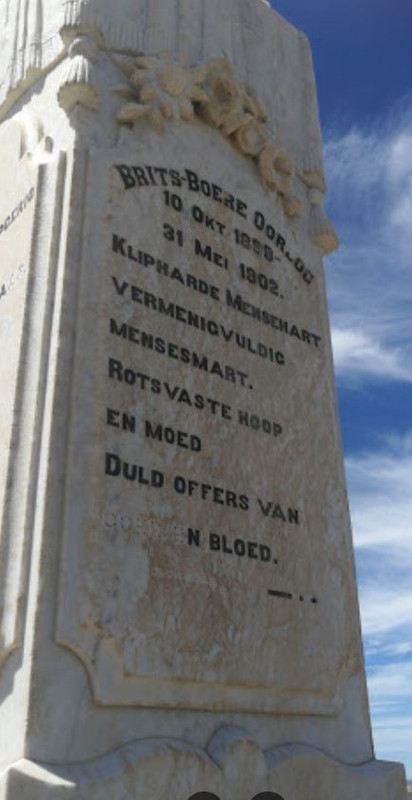 Brits-Boere Oorlog
10 Okt 1899-
31 Mei 1902.
Klipharde Mensehart
vermenigvuldig
mensesmart.
Rotsvaste hoop
en moed
Duld offers van
en bloed.